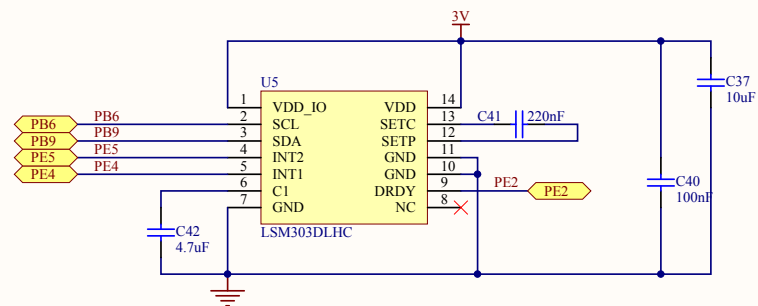 3V
U5
1 VDD_IO VDD 14
PB6 PB6 2 SCL SETC 13 C41 220nF
PB9 PB9 3 SDA SETP 12
PE5 PE5 4 INT2 GND 11
PE4 PE4 5 INT1 GND 10
6 C1 DRDY 9 PE2 PE2
7 GND NC 8
LSM303DLHC
C42
4.7uF
C37
10uF
C40
100nF